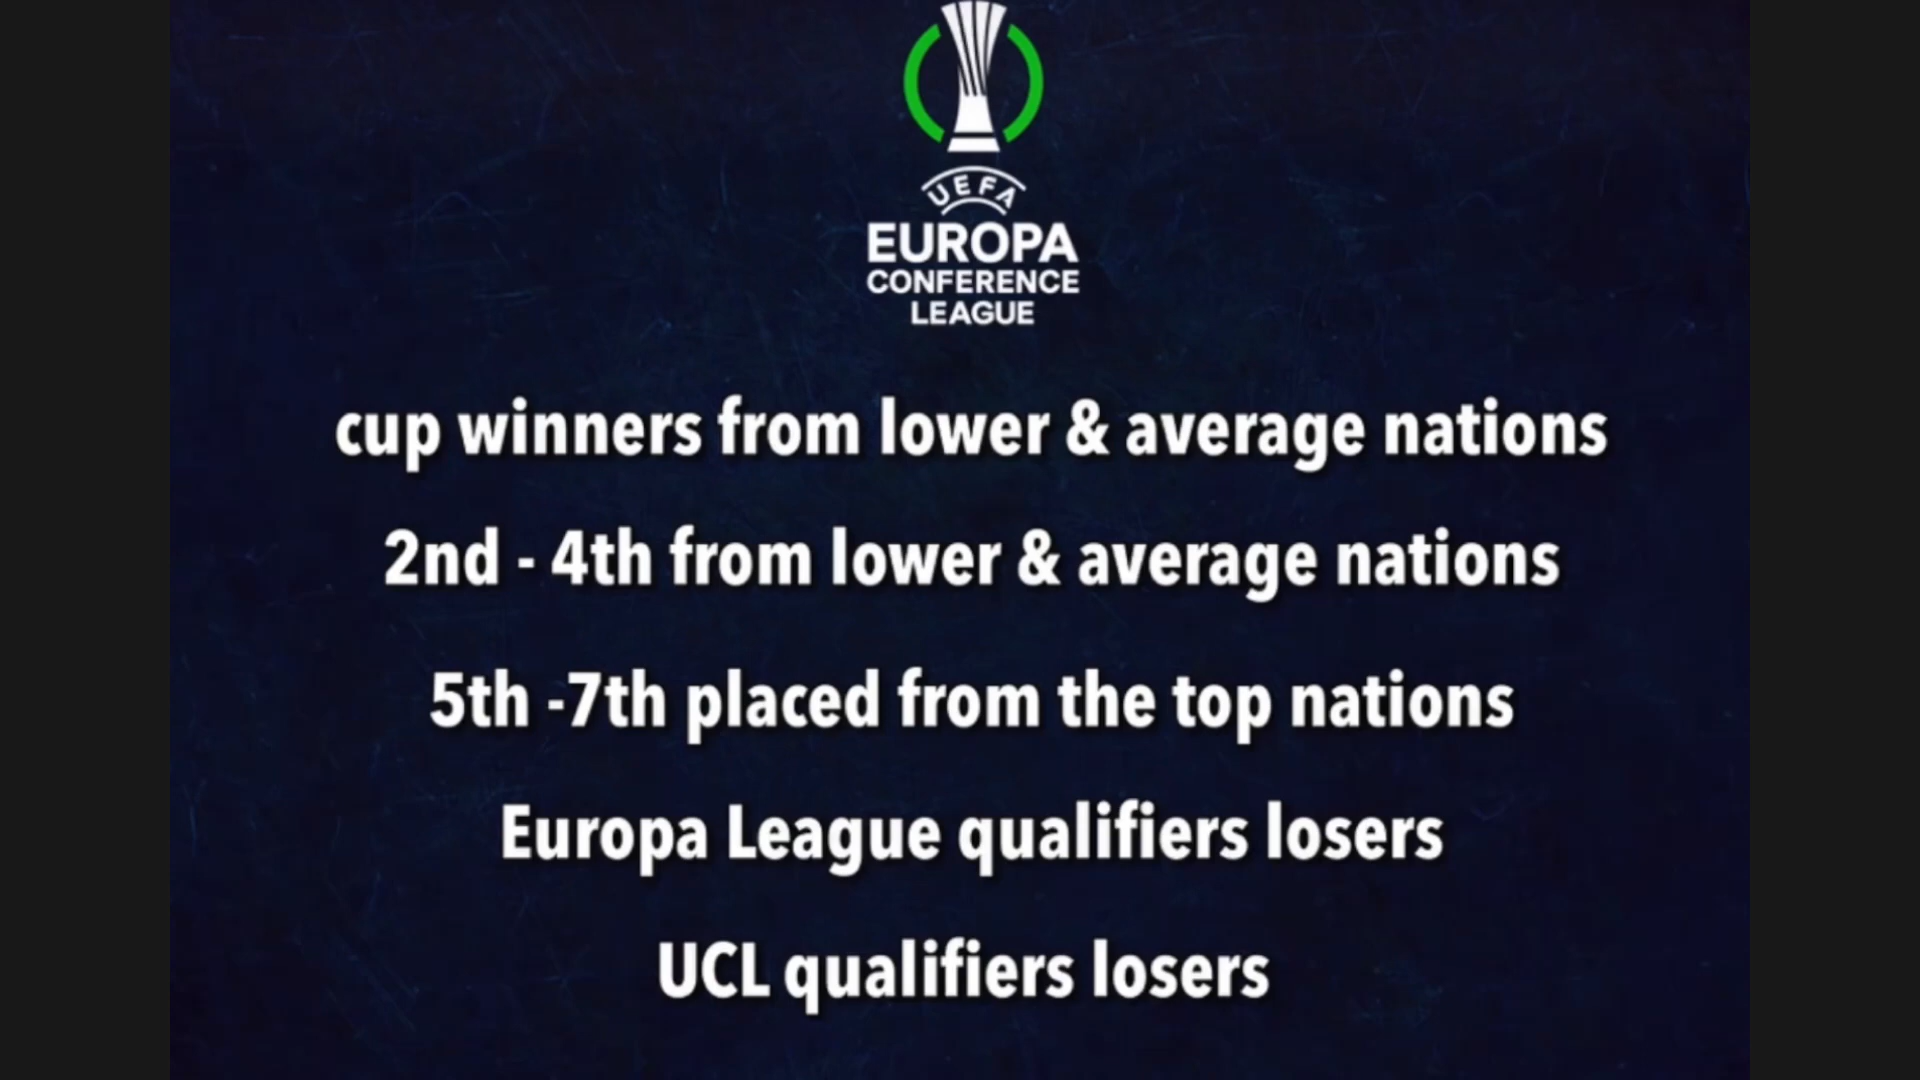 UEFA
EUROPA
CONFERENCE
LEAGUE
cup winners from lower & average nations
2nd - 4th from lower & average nations
5th -7th placed from the top nations
Europa League qualifiers losers
UCL qualifiers losers